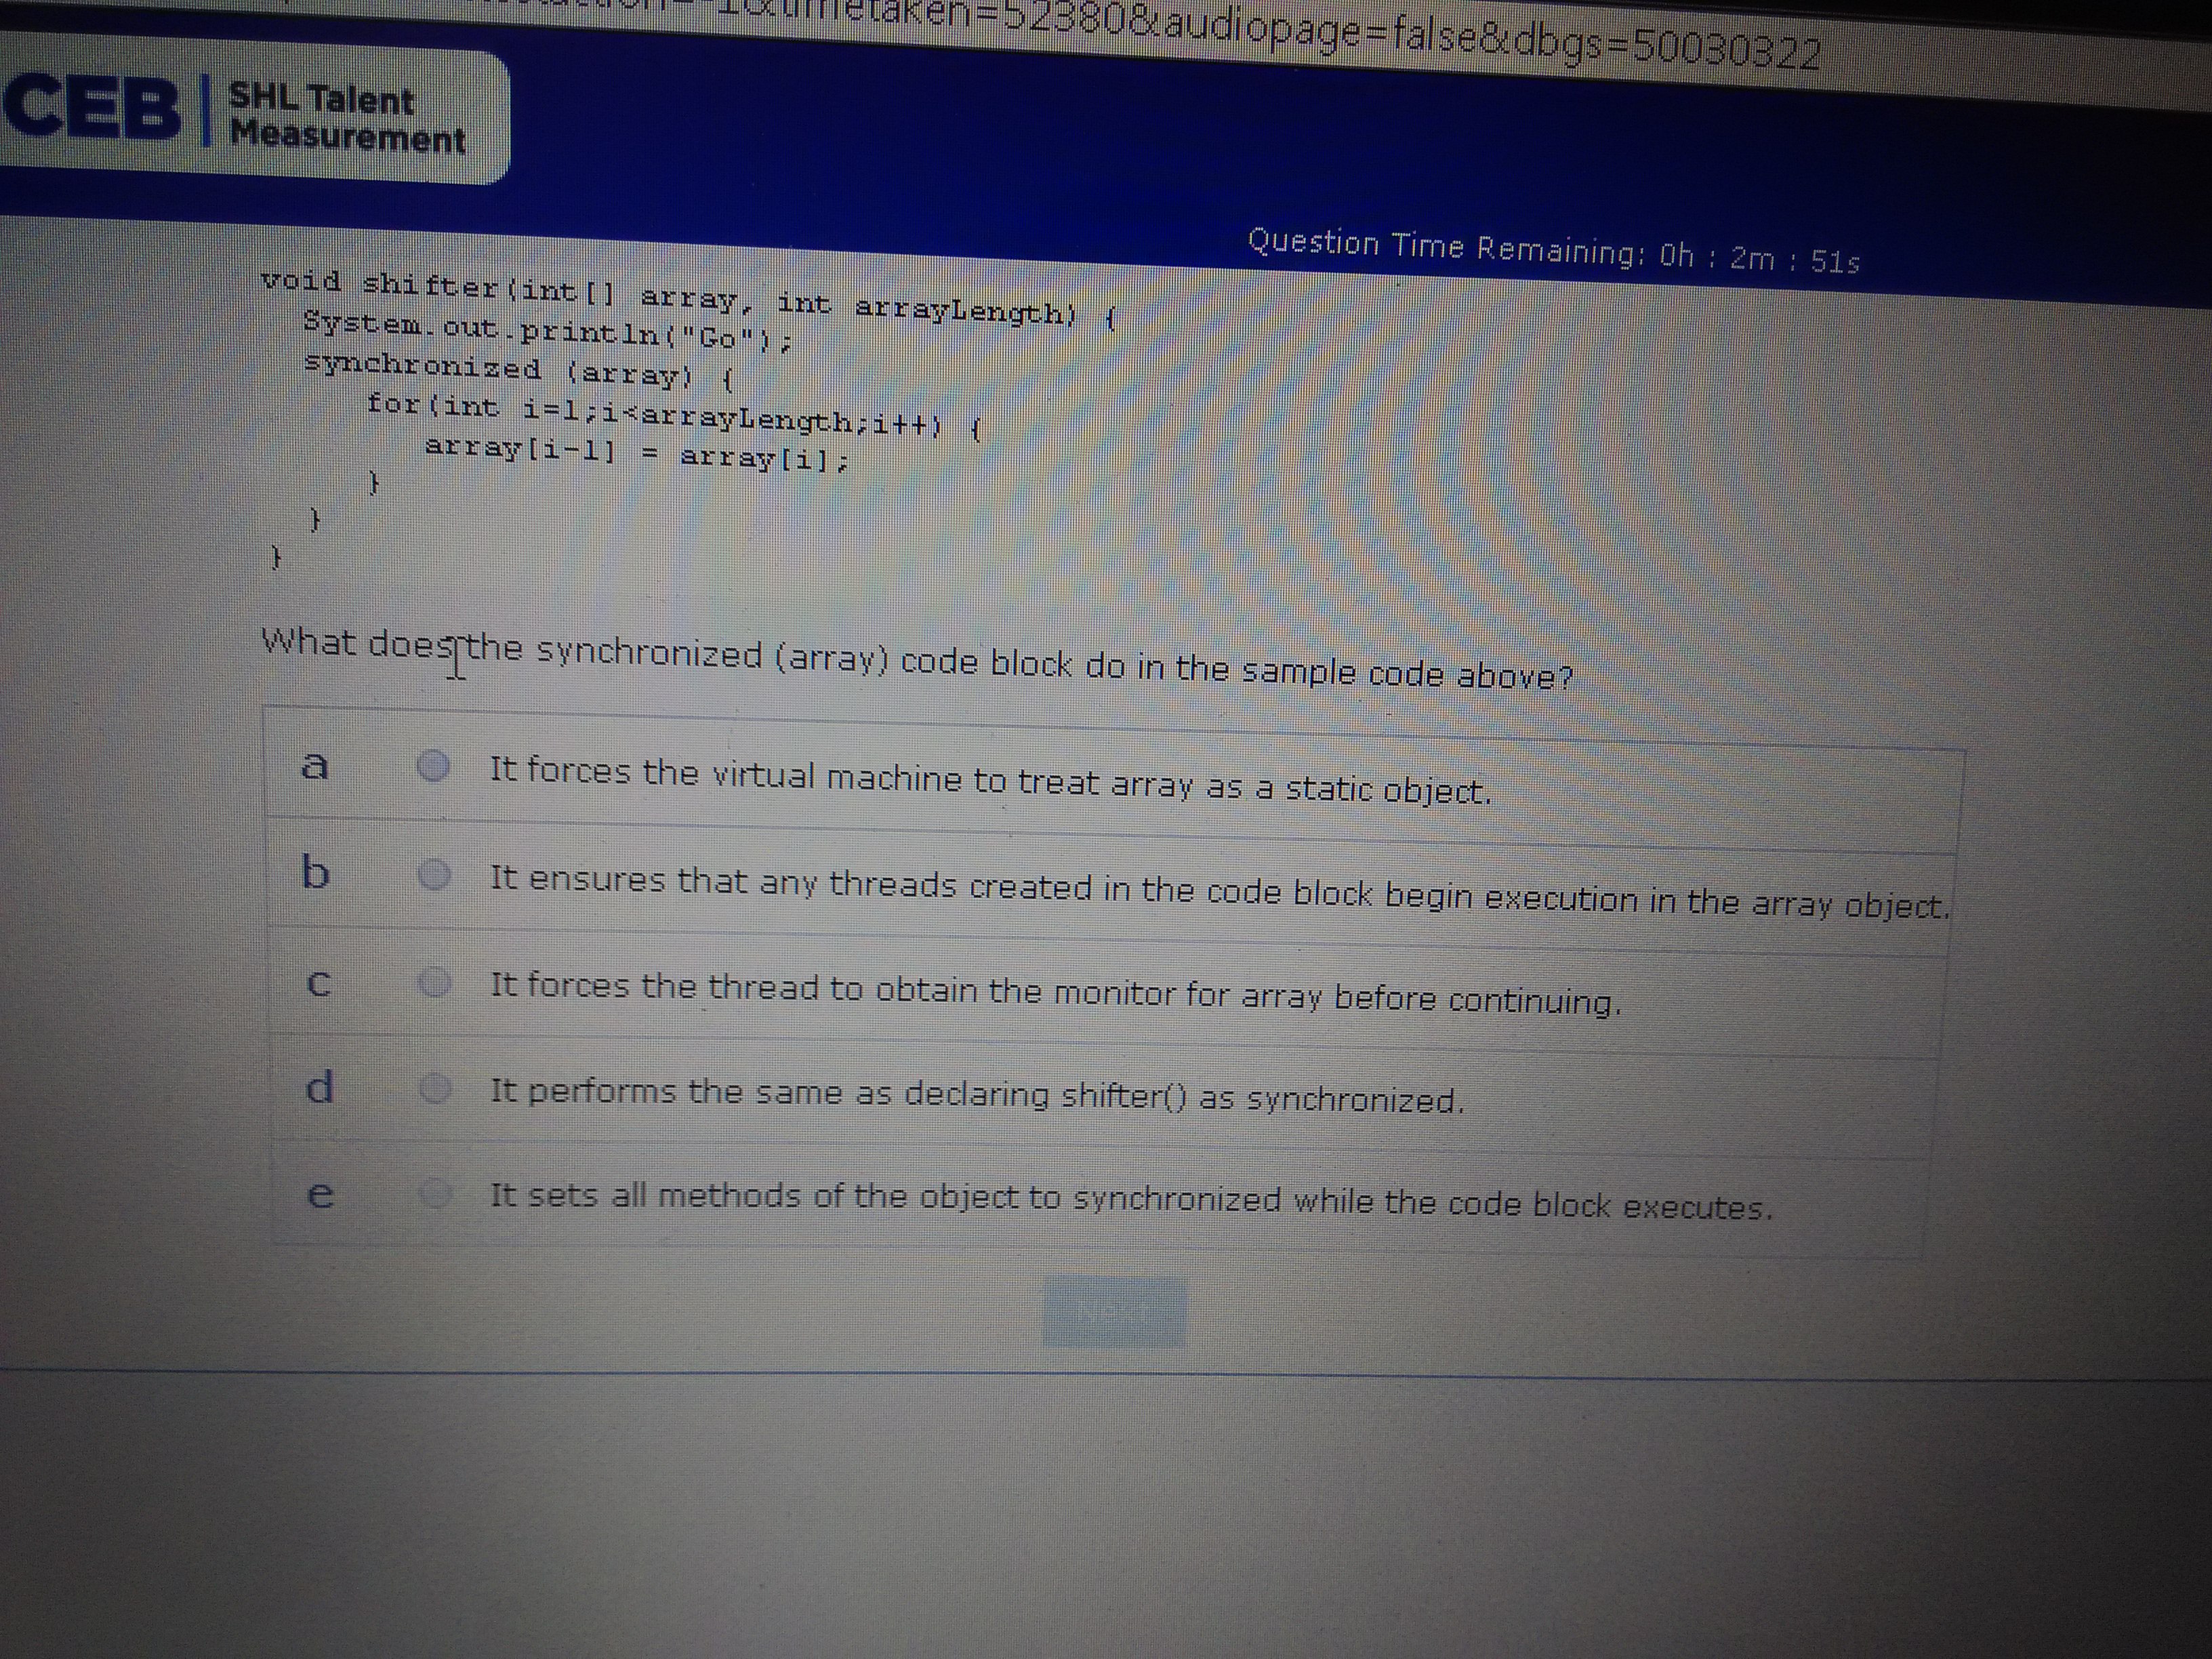 1&timetaken=52380&audiopage=false&dbgs=50030322
CEB
SHL Talent
Measurement
Question Time Remaining: 0h : 2m : 51s
void shifter(int[] array, int arrayLength) {
System.out.println("Go");
synchronized (array) {
for(int i=1;i<arrayLength;i++) {
array[i-1] = array[i];
}
}
}
What does the synchronized (array) code block do in the sample code above?
a It forces the virtual machine to treat array as a static object.
b It ensures that any threads created in the code block begin execution in the array object.
c It forces the thread to obtain the monitor for array before continuing.
d It performs the same as declaring shifter() as synchronized.
e It sets all methods of the object to synchronized while the code block executes.
Next